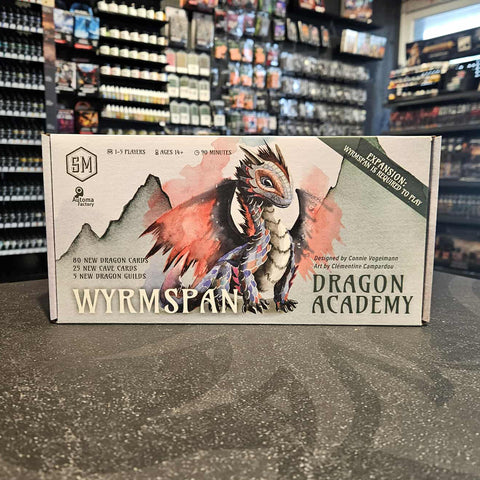 SM
1-5 PLAYERS AGES 14+ 90 MINUTES
EXPANSION:
WYRMSPAN IS REQUIRED TO PLAY
Automa
Factory
80 NEW DRAGON CARDS
25 NEW CAVE CARDS
5 NEW DRAGON GUILDS
Designed by Connie Vogelmann
Art by Clémentine Campardou
WYRMSPAN
DRAGON
ACADEMY